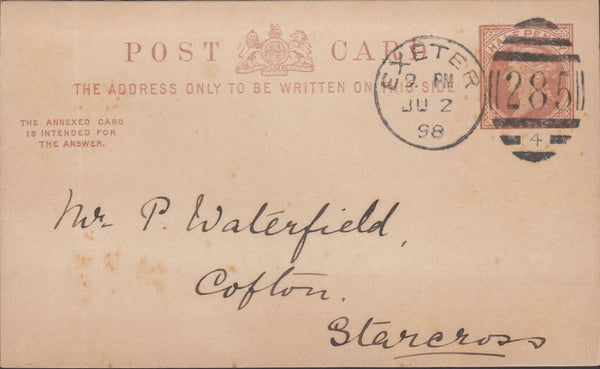 POST CARD
THE ADDRESS ONLY TO BE WRITTEN ON THIS SIDE
THE ANNEXED CARD
IS INTENDED FOR
THE ANSWER.
HALFPENNY
EXETER
PM
JU 2
98
285
4
Mr P. Waterfield,
Cofton.
Starcross